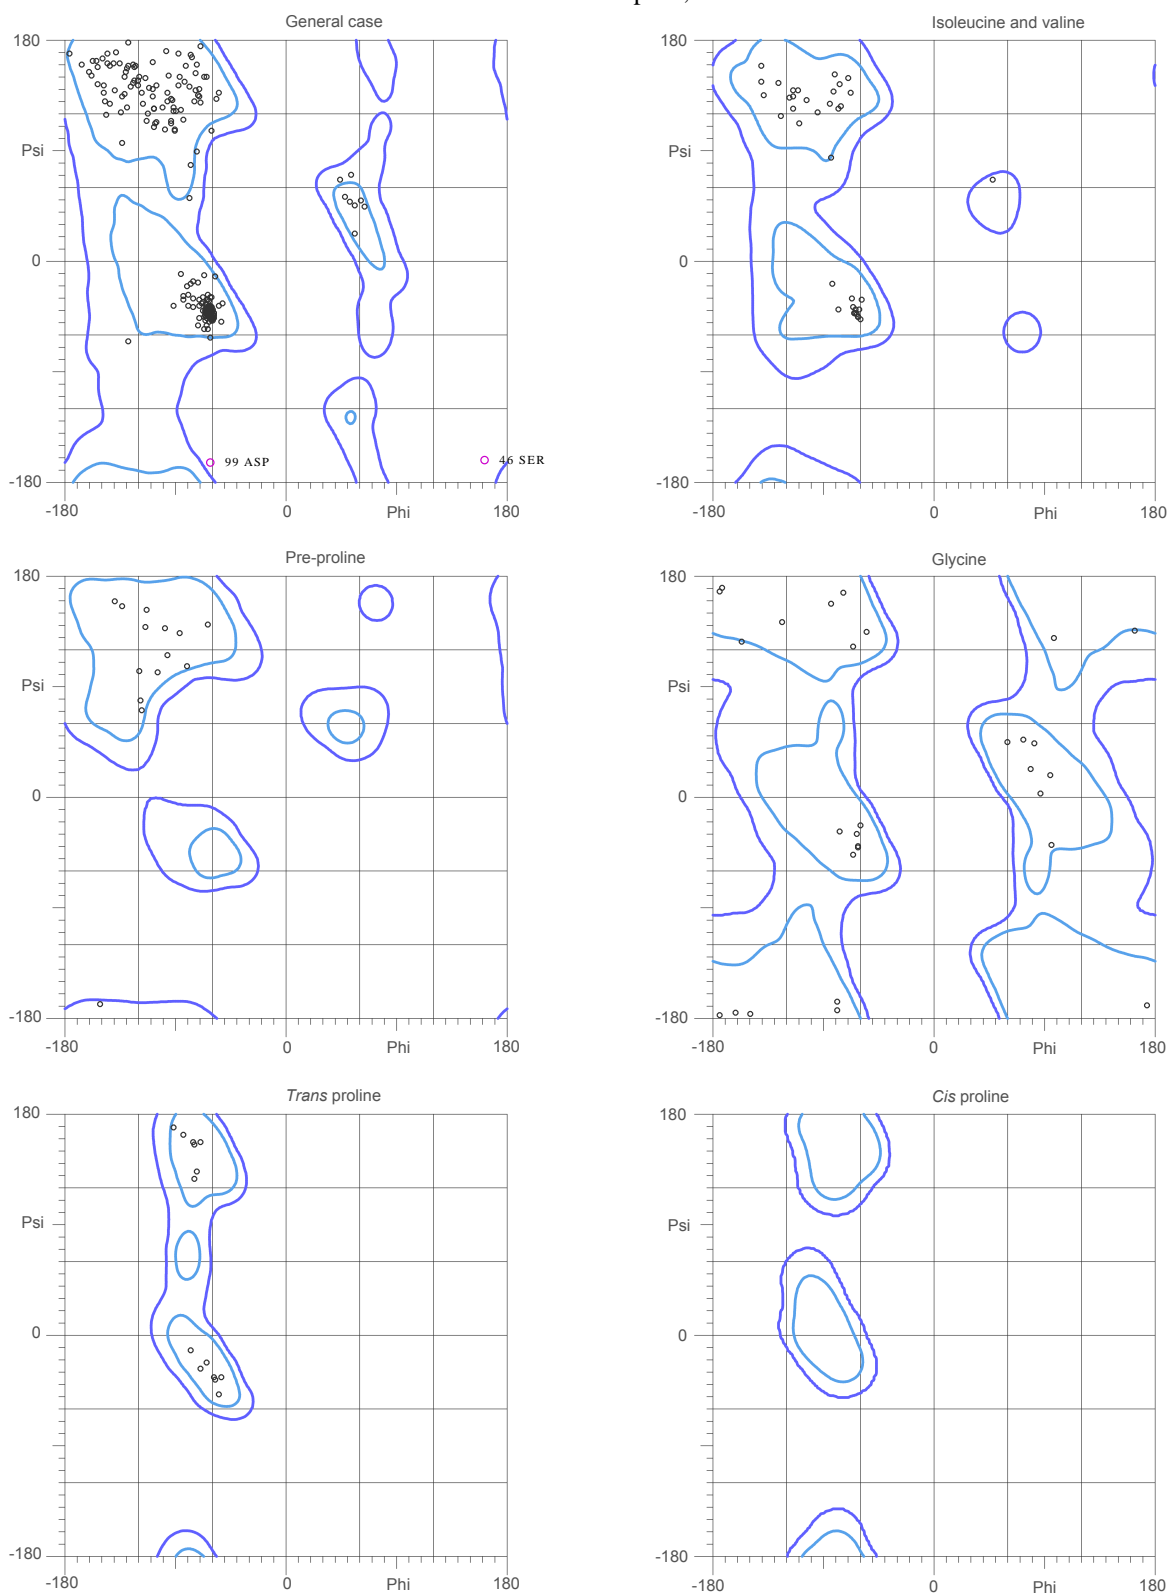 General case
180
Psi
0
-180
-180
0
Phi
180
99 ASP
46 SER
Isoleucine and valine
180
Psi
0
-180
-180
0
Phi
180
Pre-proline
180
Psi
0
-180
-180
0
Phi
180
Glycine
180
Psi
0
-180
-180
0
Phi
180
Trans proline
180
Psi
0
-180
-180
0
Phi
180
Cis proline
180
Psi
0
-180
-180
0
Phi
180